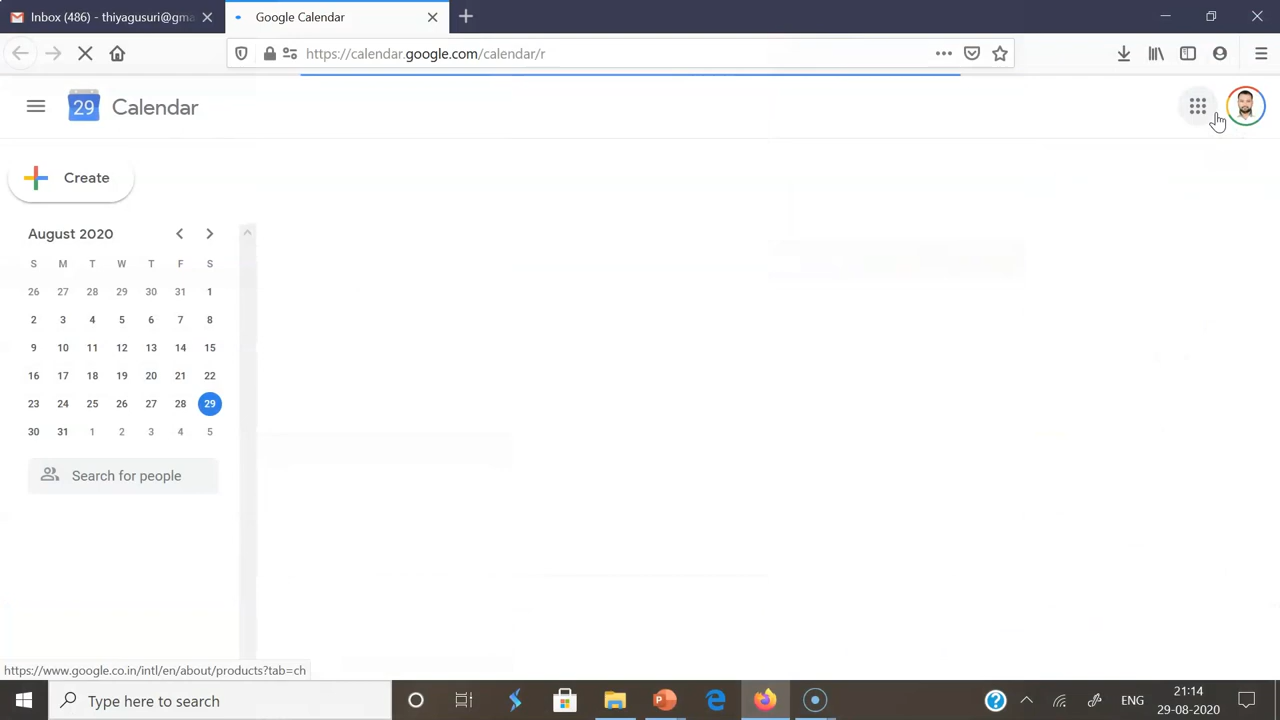 Inbox (486) - thiyagusuri@gma
Google Calendar
https://calendar.google.com/calendar/r
29 Calendar
Create
August 2020
S M T W T F S
26 27 28 29 30 31 1
2 3 4 5 6 7 8
9 10 11 12 13 14 15
16 17 18 19 20 21 22
23 24 25 26 27 28 29
30 31 1 2 3 4 5
Search for people
https://www.google.co.in/intl/en/about/products?tab=ch
Type here to search
ENG
21:14
29-08-2020